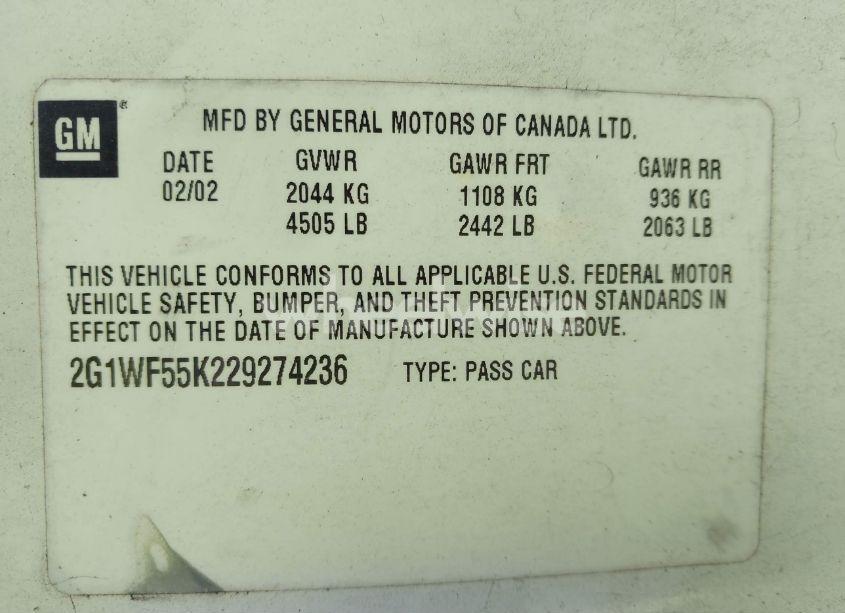 GM ®
MFD BY GENERAL MOTORS OF CANADA LTD.
DATE GVWR GAWR FRT GAWR RR
02/02 2044 KG 1108 KG 936 KG
4505 LB 2442 LB 2063 LB
THIS VEHICLE CONFORMS TO ALL APPLICABLE U.S. FEDERAL MOTOR
VEHICLE SAFETY, BUMPER, AND THEFT PREVENTION STANDARDS IN
EFFECT ON THE DATE OF MANUFACTURE SHOWN ABOVE.
2G1WF55K229274236 TYPE: PASS CAR